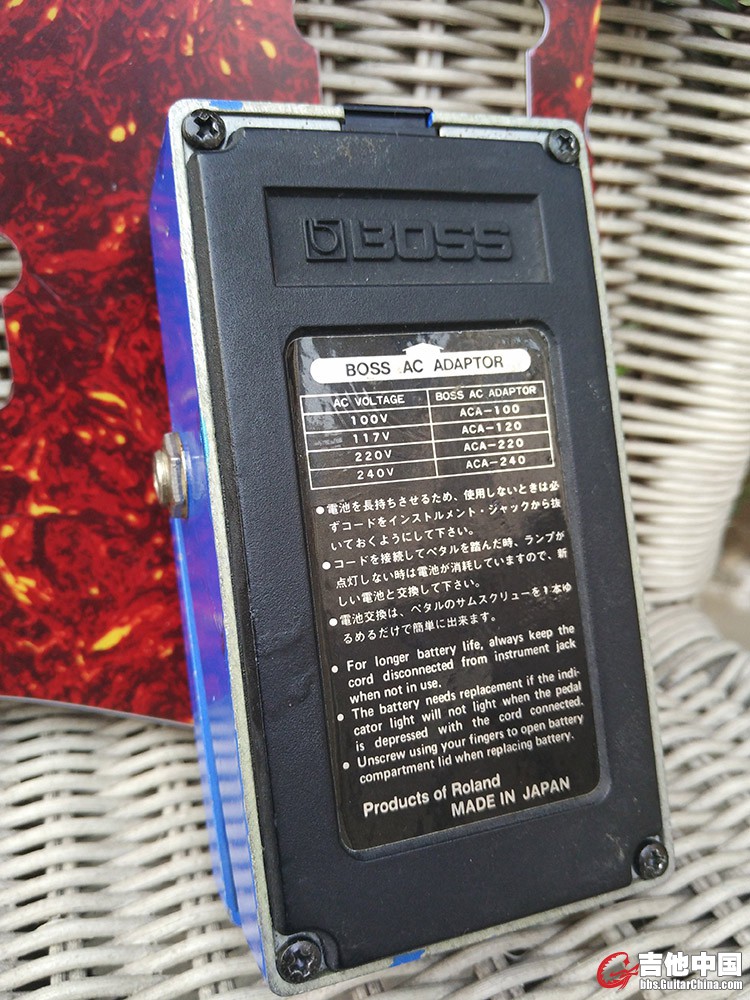 BOSS
BOSS AC ADAPTOR
AC VOLTAGE BOSS AC ADAPTOR
100V ACA-100
117V ACA-120
220V ACA-220
240V ACA-240
●電池を長持ちさせるため、使用しないときは必
ずコードをインストルメント・ジャックから抜
いておくようにして下さい。
●コードを接続してペタルを踏んだ時、ランプが
点灯しない時は電池が消耗していますので、新
しい電池と交換して下さい。
●電池交換は、ペタルのサムスクリューを1本ゆ
るめるだけで簡単に出来ます。
● For longer battery life, always keep the
cord disconnected from instrument jack
when not in use.
● The battery needs replacement if the indi-
cator light will not light when the pedal
is depressed with the cord connected.
● Unscrew using your fingers to open battery
compartment lid when replacing battery.
Products of Roland
MADE IN JAPAN
吉他中国
bbs.GuitarChina.com